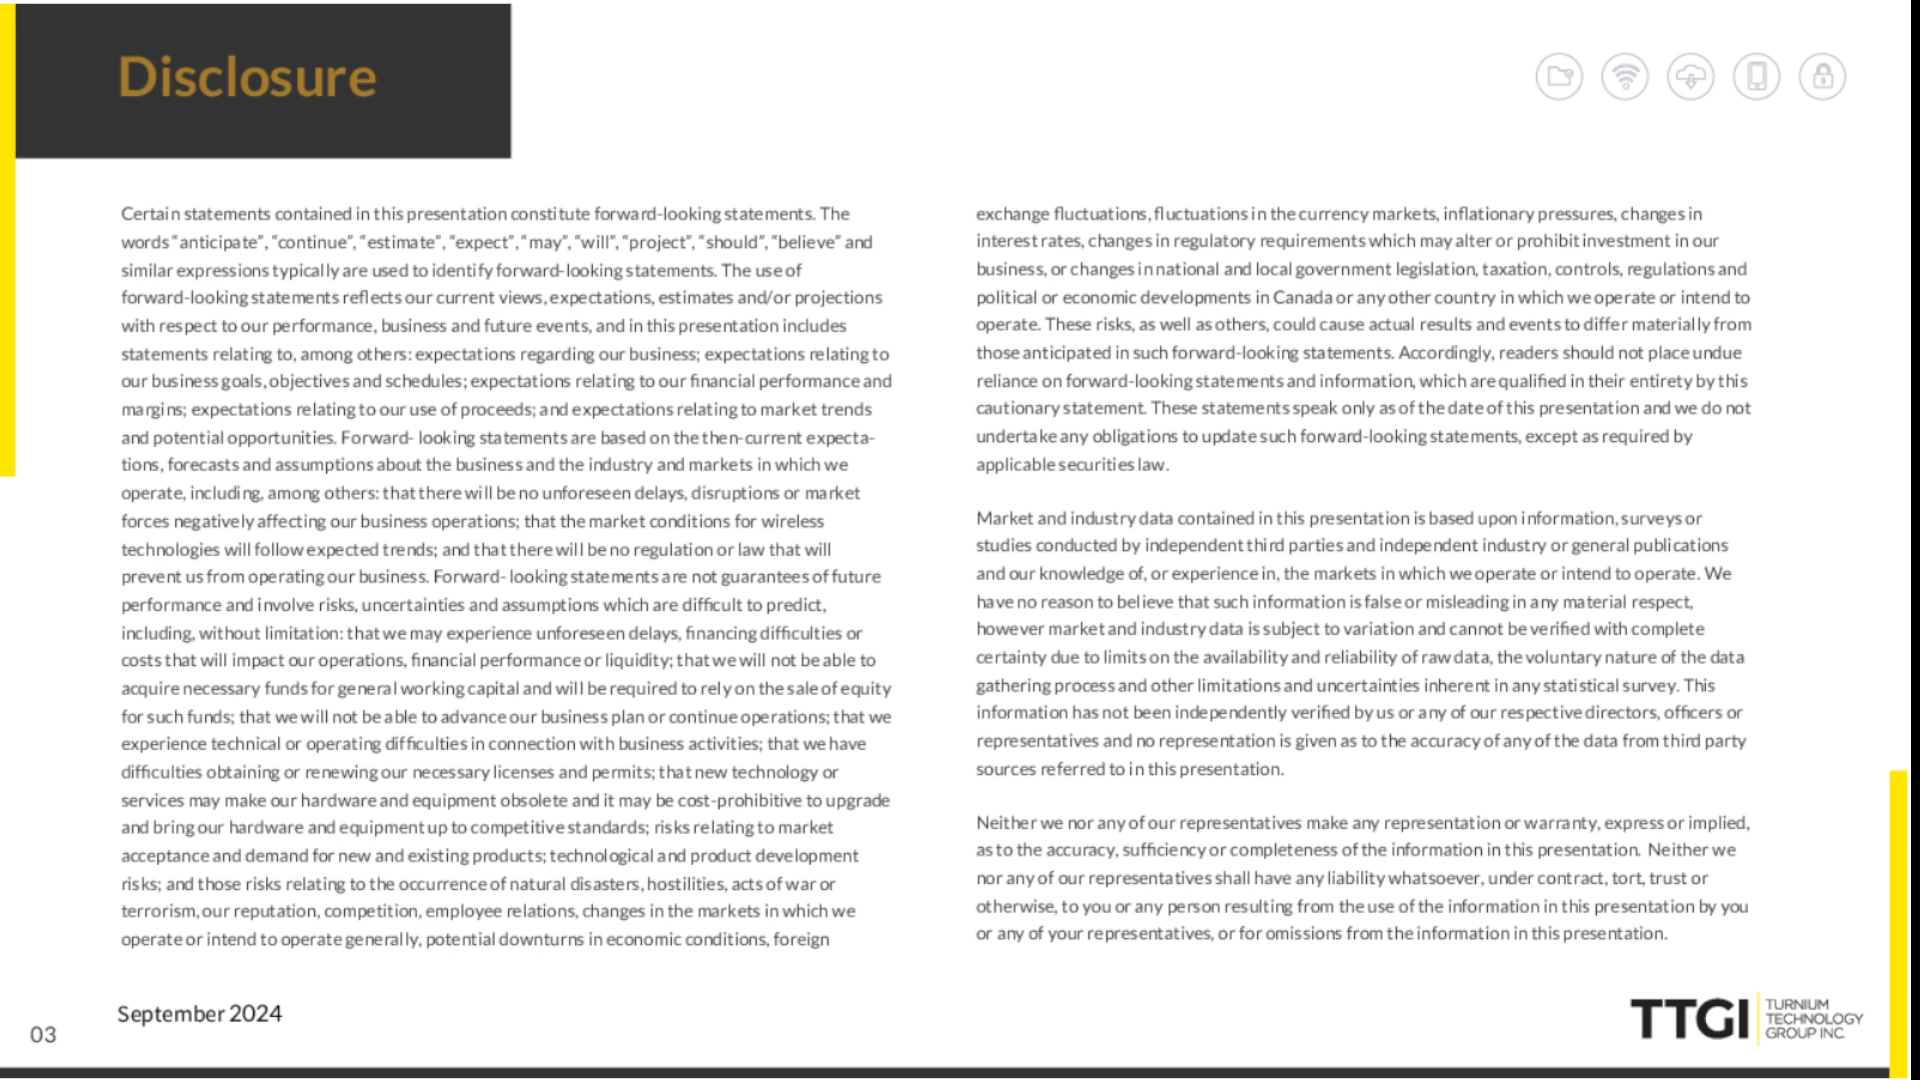 Disclosure
Certain statements contained in this presentation constitute forward-looking statements. The
words “anticipate”, “continue”, “estimate”, “expect”, “may”, “will”, “project”, “should”, “believe” and
similar expressions typically are used to identify forward-looking statements. The use of
forward-looking statements reflects our current views, expectations, estimates and/or projections
with respect to our performance, business and future events, and in this presentation includes
statements relating to, among others: expectations regarding our business; expectations relating to
our business goals, objectives and schedules; expectations relating to our financial performance and
margins; expectations relating to our use of proceeds; and expectations relating to market trends
and potential opportunities. Forward- looking statements are based on the then-current expecta-
tions, forecasts and assumptions about the business and the industry and markets in which we
operate, including, among others: that there will be no unforeseen delays, disruptions or market
forces negatively affecting our business operations; that the market conditions for wireless
technologies will follow expected trends; and that there will be no regulation or law that will
prevent us from operating our business. Forward- looking statements are not guarantees of future
performance and involve risks, uncertainties and assumptions which are difficult to predict,
including, without limitation: that we may experience unforeseen delays, financing difficulties or
costs that will impact our operations, financial performance or liquidity; that we will not be able to
acquire necessary funds for general working capital and will be required to rely on the sale of equity
for such funds; that we will not be able to advance our business plan or continue operations; that we
experience technical or operating difficulties in connection with business activities; that we have
difficulties obtaining or renewing our necessary licenses and permits; that new technology or
services may make our hardware and equipment obsolete and it may be cost-prohibitive to upgrade
and bring our hardware and equipment up to competitive standards; risks relating to market
acceptance and demand for new and existing products; technological and product development
risks; and those risks relating to the occurrence of natural disasters, hostilities, acts of war or
terrorism, our reputation, competition, employee relations, changes in the markets in which we
operate or intend to operate generally, potential downturns in economic conditions, foreign
exchange fluctuations, fluctuations in the currency markets, inflationary pressures, changes in
interest rates, changes in regulatory requirements which may alter or prohibit investment in our
business, or changes in national and local government legislation, taxation, controls, regulations and
political or economic developments in Canada or any other country in which we operate or intend to
operate. These risks, as well as others, could cause actual results and events to differ materially from
those anticipated in such forward-looking statements. Accordingly, readers should not place undue
reliance on forward-looking statements and information, which are qualified in their entirety by this
cautionary statement. These statements speak only as of the date of this presentation and we do not
undertake any obligations to update such forward-looking statements, except as required by
applicable securities law.
Market and industry data contained in this presentation is based upon information, surveys or
studies conducted by independent third parties and independent industry or general publications
and our knowledge of, or experience in, the markets in which we operate or intend to operate. We
have no reason to believe that such information is false or misleading in any material respect,
however market and industry data is subject to variation and cannot be verified with complete
certainty due to limits on the availability and reliability of raw data, the voluntary nature of the data
gathering process and other limitations and uncertainties inherent in any statistical survey. This
information has not been independently verified by us or any of our respective directors, officers or
representatives and no representation is given as to the accuracy of any of the data from third party
sources referred to in this presentation.
Neither we nor any of our representatives make any representation or warranty, express or implied,
as to the accuracy, sufficiency or completeness of the information in this presentation. Neither we
nor any of our representatives shall have any liability whatsoever, under contract, tort, trust or
otherwise, to you or any person resulting from the use of the information in this presentation by you
or any of your representatives, or for omissions from the information in this presentation.
September 2024
03
TTGI
TURNIUM
TECHNOLOGY
GROUP INC.